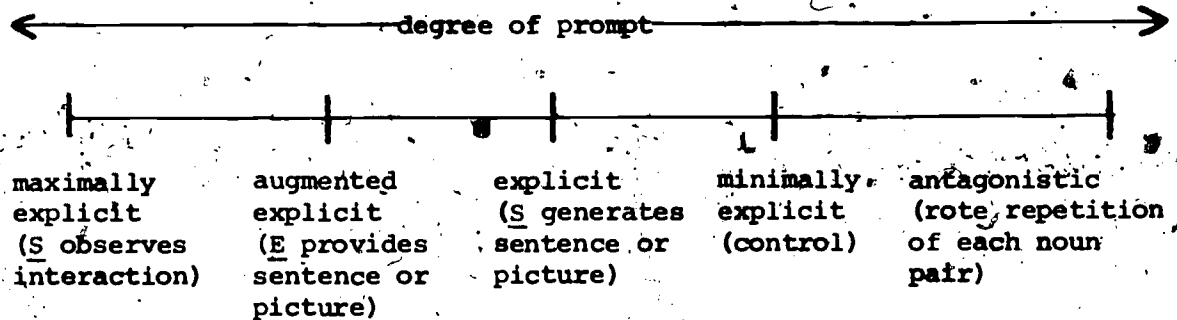 degree of prompt
maximally
explicit
(S observes
interaction)
augmented
explicit
(E provides
sentence or
picture)
explicit
(S generates
sentence or
picture)
minimally
explicit
(control)
antagonistic
(rote repetition
of each noun
pair)